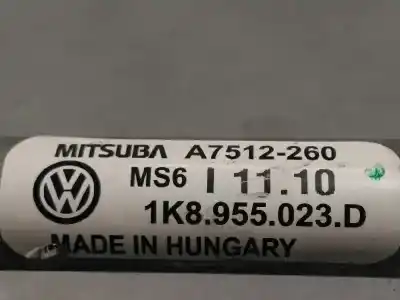 MITSUBA A7512-260
MS6 I 11.10
1K8.955.023.D
MADE IN HUNGARY